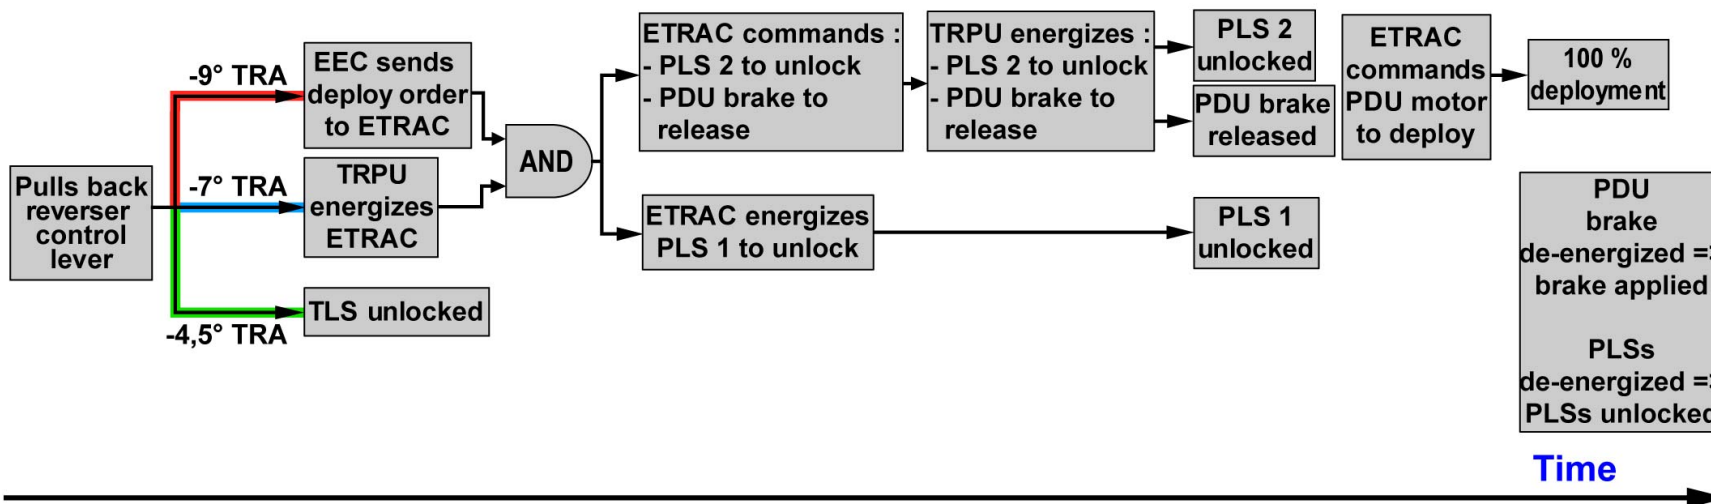 Pulls back
reverser
control
lever
-9° TRA
-7° TRA
-4,5° TRA
EEC sends
deploy order
to ETRAC
TRPU
energizes
ETRAC
TLS unlocked
AND
ETRAC commands :
- PLS 2 to unlock
- PDU brake to
release
ETRAC energizes
PLS 1 to unlock
TRPU energizes :
- PLS 2 to unlock
- PDU brake to
release
PLS 2
unlocked
PDU brake
released
PLS 1
unlocked
ETRAC
commands
PDU motor
to deploy
100 %
deployment
PDU
brake
de-energized =
brake applied
PLSs
de-energized =
PLSs unlocked
Time